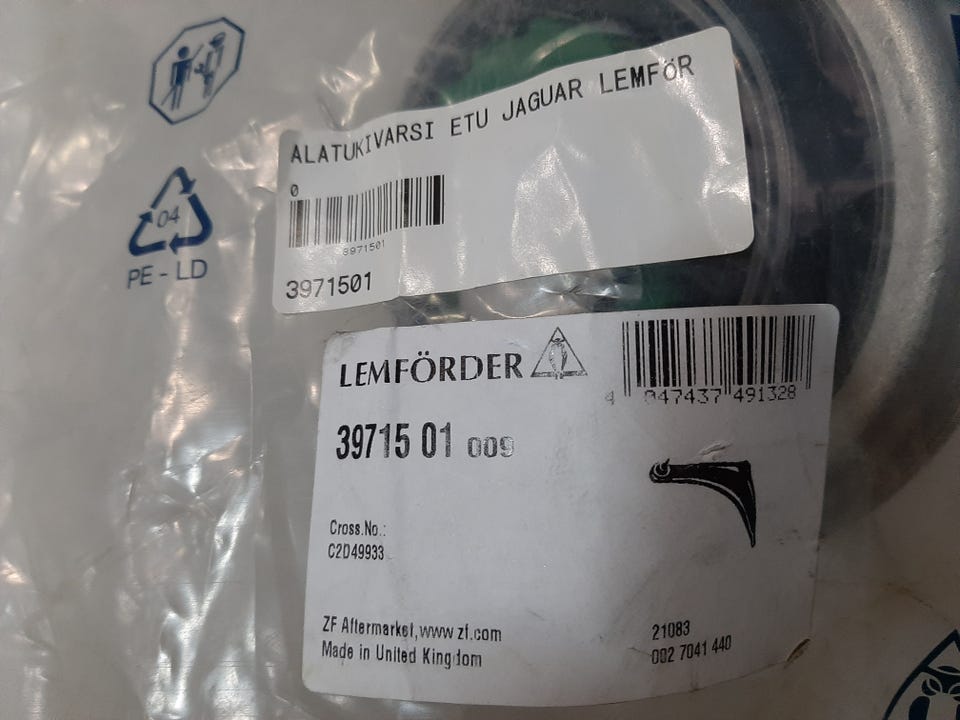 04
PE-LD
ALATUKIVARSI ETU JAGUAR LEMFÖR
0
3971501
3971501
LEMFÖRDER
4 047437 491328
39715 01 009
Cross.No.:
C2D49933
ZF Aftermarket,www.zf.com
Made in United Kingdom
21083
002 7041 440